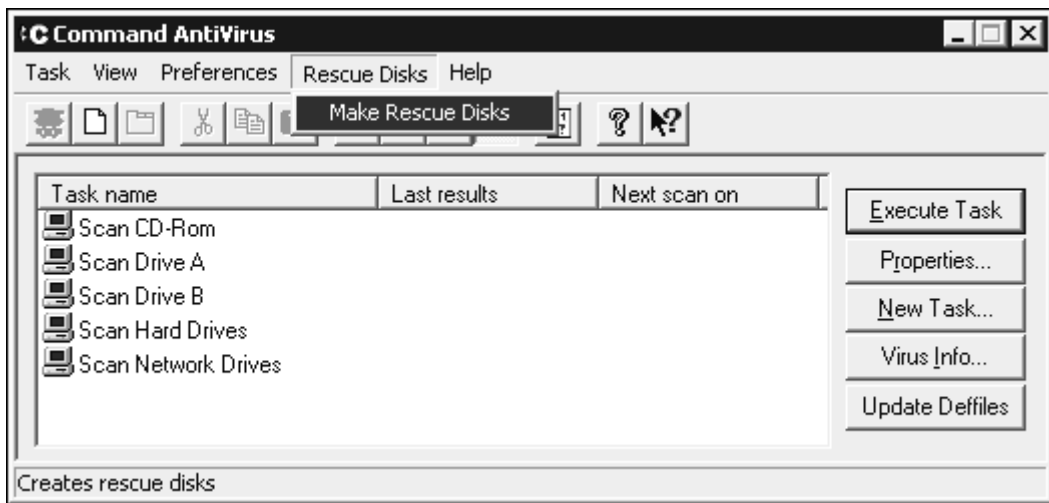 Command AntiVirus
Task View Preferences Rescue Disks Help
Make Rescue Disks
Task name Last results Next scan on
Scan CD-Rom
Scan Drive A
Scan Drive B
Scan Hard Drives
Scan Network Drives
Execute Task
Properties...
New Task...
Virus Info...
Update Deffiles
Creates rescue disks